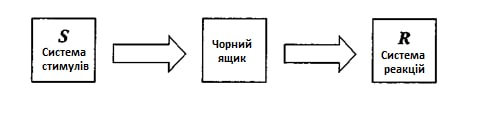 S
Система
стимулів
Чорний
ящик
R
Система
реакцій